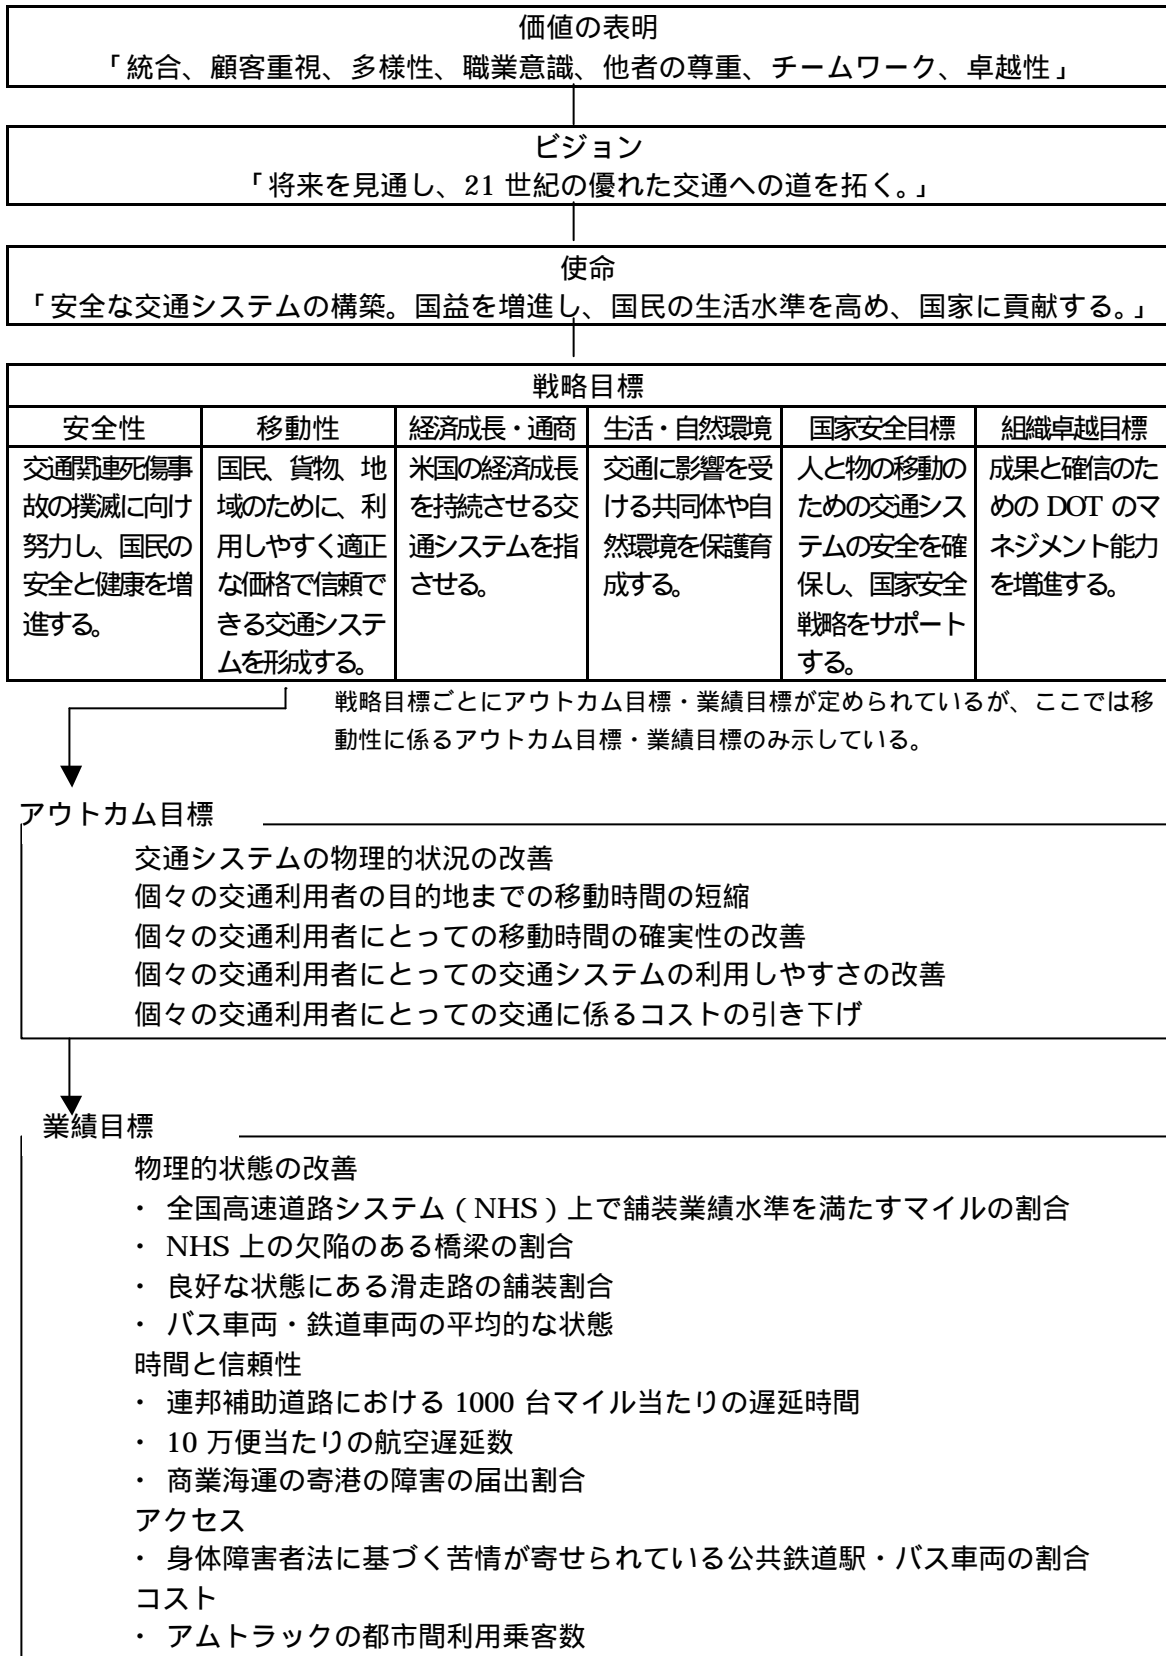 価値の表明
「統合、顧客重視、多様性、職業意識、他者の尊重、チームワーク、卓越性」
ビジョン
「将来を見通し、21 世紀の優れた交通への道を拓く。」
使命
「安全な交通システムの構築。国益を増進し、国民の生活水準を高め、国家に貢献する。」
戦略目標
安全性
交通関連死傷事
故の撲滅に向け
努力し、国民の
安全と健康を増
進する。
移動性
国民、貨物、地
域のために、利
用しやすく適正
な価格で信頼で
きる交通システ
ムを形成する。
経済成長・通商
米国の経済成長
を持続させる交
通システムを指
させる。
生活・自然環境
交通に影響を受
ける共同体や自
然環境を保護育
成する。
国家安全目標
人と物の移動の
ための交通シス
テムの安全を確
保し、国家安全
戦略をサポート
する。
組織卓越目標
成果と確信のた
めの DOT のマ
ネジメント能力
を増進する。
戦略目標ごとにアウトカム目標・業績目標が定められているが、ここでは移
動性に係るアウトカム目標・業績目標のみ示している。
アウトカム目標
交通システムの物理的状況の改善
個々の交通利用者の目的地までの移動時間の短縮
個々の交通利用者にとっての移動時間の確実性の改善
個々の交通利用者にとっての交通システムの利用しやすさの改善
個々の交通利用者にとっての交通に係るコストの引き下げ
業績目標
物理的状態の改善
・ 全国高速道路システム（NHS）上で舗装業績水準を満たすマイルの割合
・ NHS 上の欠陥のある橋梁の割合
・ 良好な状態にある滑走路の舗装割合
・ バス車両・鉄道車両の平均的な状態
時間と信頼性
・ 連邦補助道路における 1000 台マイル当たりの遅延時間
・ 10 万便当たりの航空遅延数
・ 商業海運の寄港の障害の届出割合
アクセス
・ 身体障害者法に基づく苦情が寄せられている公共鉄道駅・バス車両の割合
コスト
・ アムトラックの都市間利用乗客数